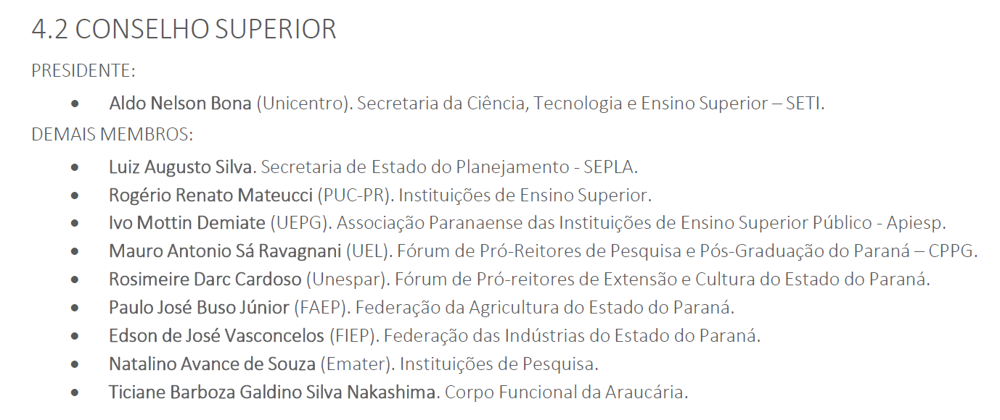 4.2 CONSELHO SUPERIOR
PRESIDENTE:
• Aldo Nelson Bona (Unicentro). Secretaria da Ciência, Tecnologia e Ensino Superior – SETI.
DEMAIS MEMBROS:
• Luiz Augusto Silva. Secretaria de Estado do Planejamento - SEPLA.
• Rogério Renato Mateucci (PUC-PR). Instituições de Ensino Superior.
• Ivo Mottin Demiate (UEPG). Associação Paranaense das Instituições de Ensino Superior Público - Apiesp.
• Mauro Antonio Sá Ravagnani (UEL). Fórum de Pró-Reitores de Pesquisa e Pós-Graduação do Paraná – CPPG.
• Rosimeire Darc Cardoso (Unespar). Fórum de Pró-reitores de Extensão e Cultura do Estado do Paraná.
• Paulo José Buso Júnior (FAEP). Federação da Agricultura do Estado do Paraná.
• Edson de José Vasconcelos (FIEP). Federação das Indústrias do Estado do Paraná.
• Natalino Avance de Souza (Emater). Instituições de Pesquisa.
• Ticiane Barboza Galdino Silva Nakashima. Corpo Funcional da Araucária.